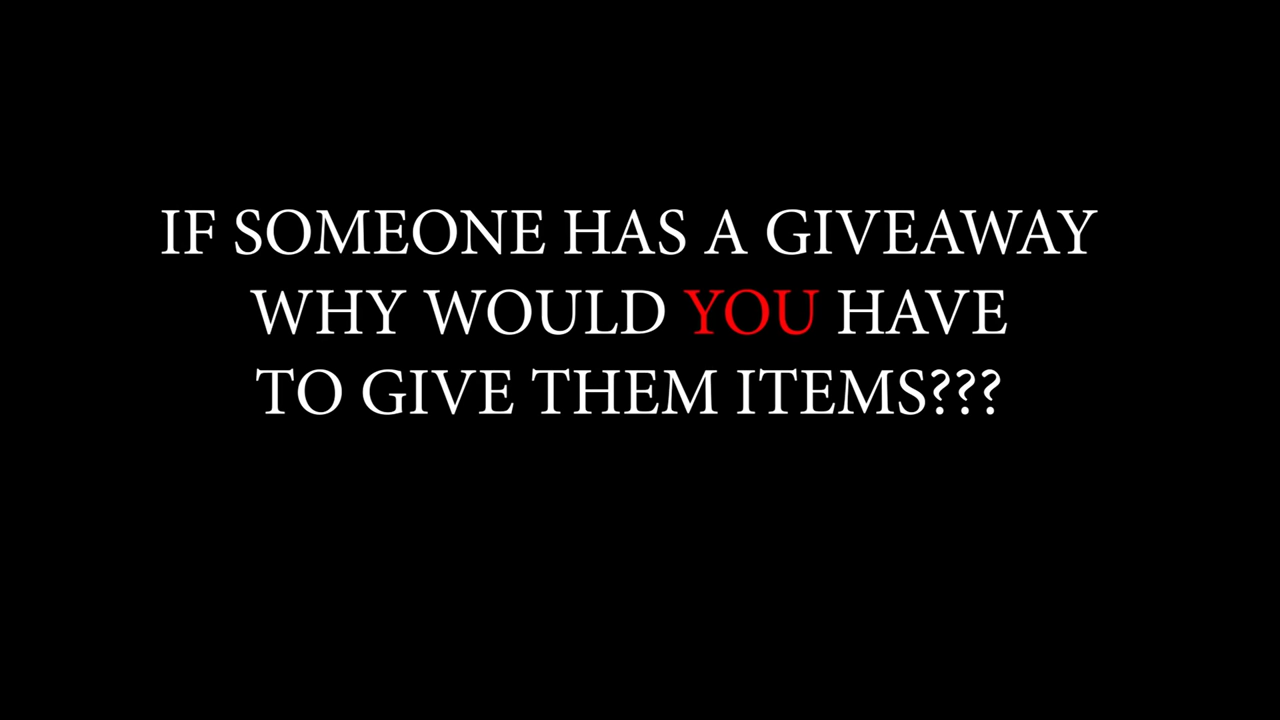 IF SOMEONE HAS A GIVEAWAY
WHY WOULD YOU HAVE
TO GIVE THEM ITEMS???